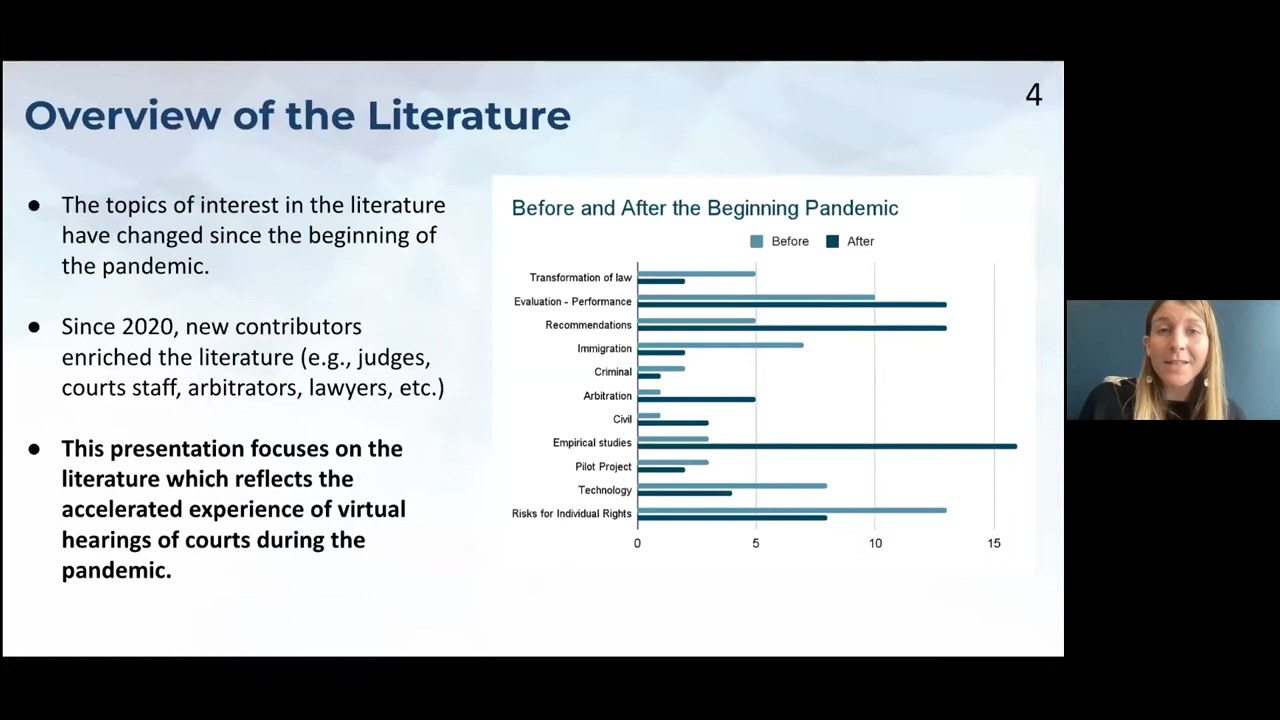 4
Overview of the Literature
● The topics of interest in the literature
have changed since the beginning of
the pandemic.
● Since 2020, new contributors
enriched the literature (e.g., judges,
courts staff, arbitrators, lawyers, etc.)
● This presentation focuses on the
literature which reflects the
accelerated experience of virtual
hearings of courts during the
pandemic.
Before and After the Beginning Pandemic
Before After
Transformation of law
Evaluation - Performance
Recommendations
Immigration
Criminal
Arbitration
Civil
Empirical studies
Pilot Project
Technology
Risks for Individual Rights
0 5 10 15